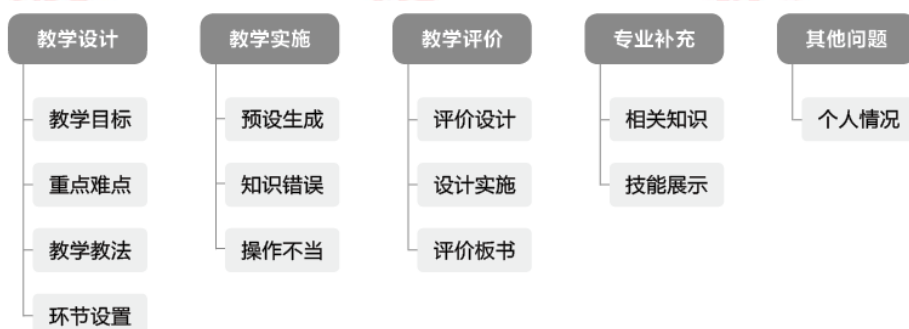 教学设计
教学目标
重点难点
教学教法
环节设置
教学实施
预设生成
知识错误
操作不当
教学评价
评价设计
设计实施
评价板书
专业补充
相关知识
技能展示
其他问题
个人情况